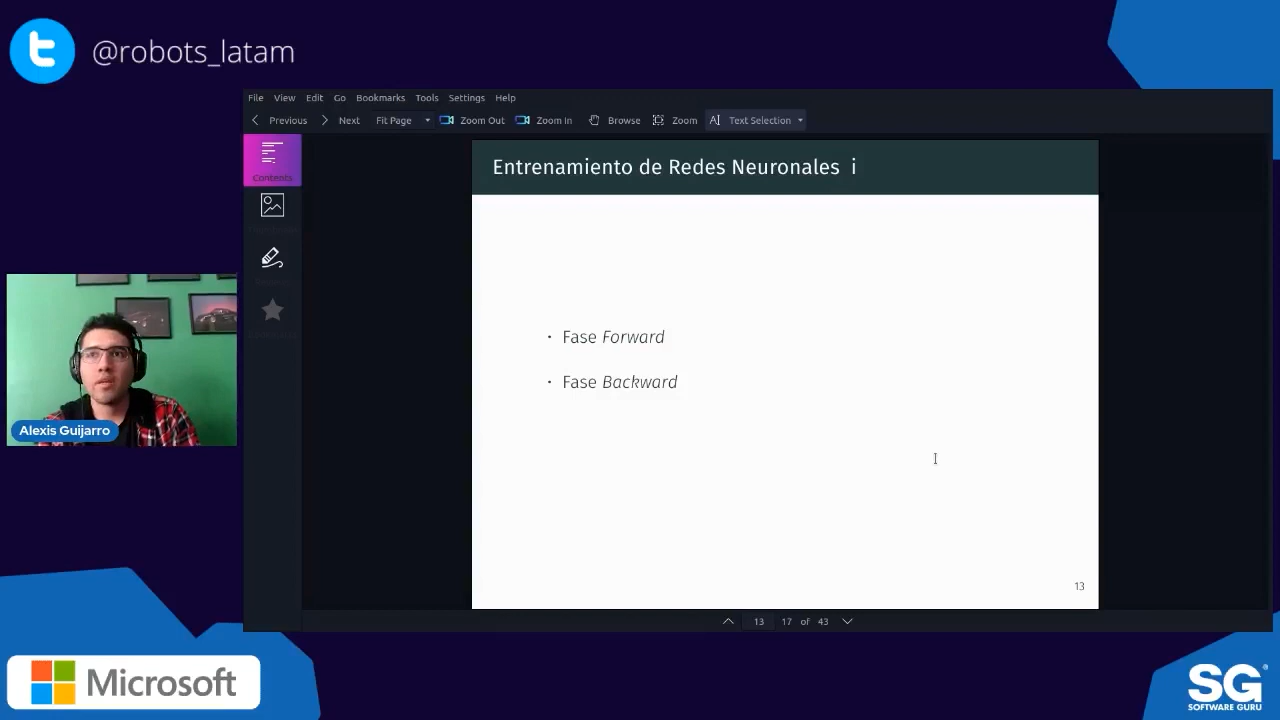 @robots_latam
File View Edit Go Bookmarks Tools Settings Help
Previous Next Fit Page Zoom Out Zoom In Browse Zoom Text Selection
Contents
Entrenamiento de Redes Neuronales i
· Fase Forward
· Fase Backward
13
Alexis Guijarro
13 17 of 43
Microsoft
SG
SOFTWARE GURU